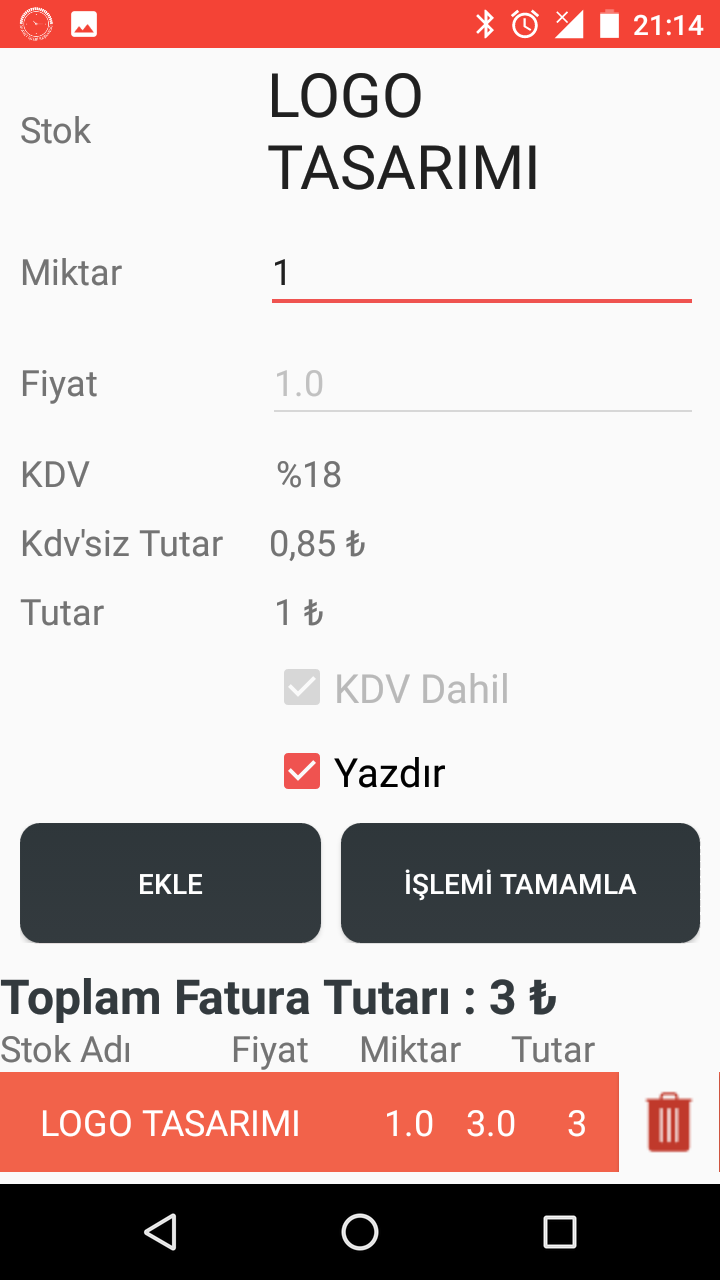 21:14
Stok
LOGO
TASARIMI
Miktar
1
Fiyat
1.0
KDV
%18
Kdv'siz Tutar
0,85 ₺
Tutar
1 ₺
KDV Dahil
Yazdır
EKLE
İŞLEMİ TAMAMLA
Toplam Fatura Tutarı : 3 ₺
Stok Adı Fiyat Miktar Tutar
LOGO TASARIMI 1.0 3.0 3